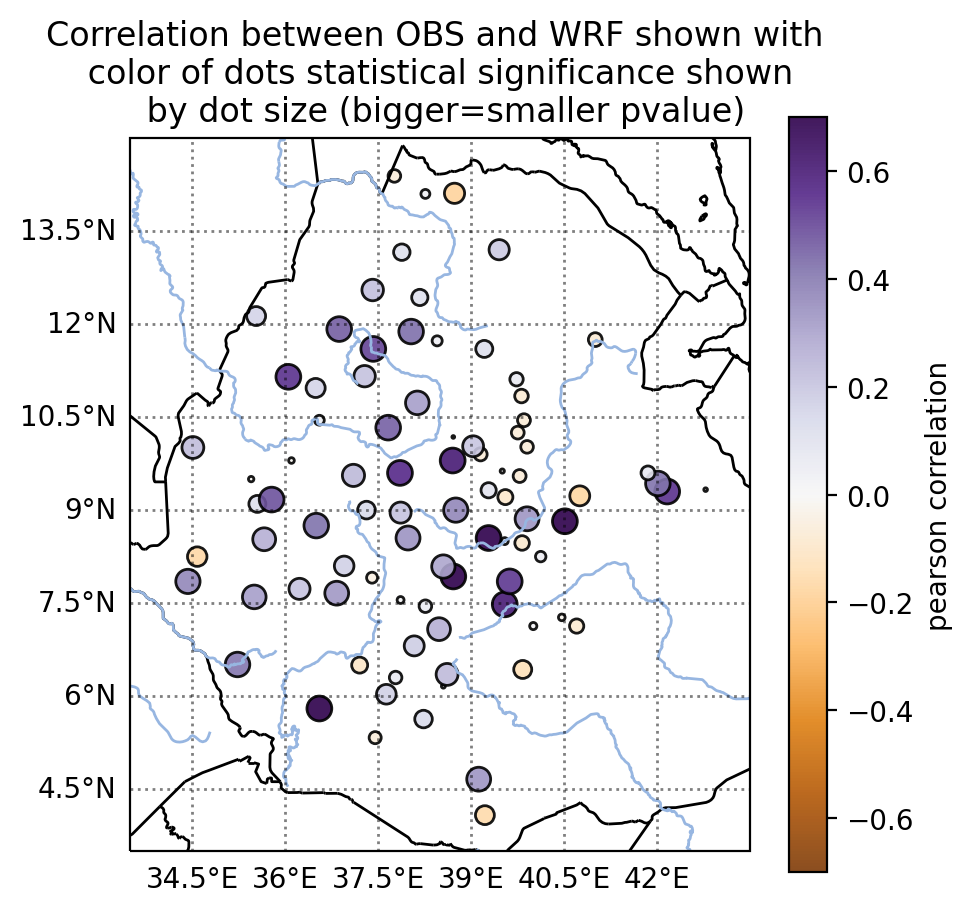 Correlation between OBS and WRF shown with
color of dots statistical significance shown
by dot size (bigger=smaller pvalue)
13.5°N
12°N
10.5°N
9°N
7.5°N
6°N
4.5°N
34.5°E 36°E 37.5°E 39°E 40.5°E 42°E
0.6
0.4
0.2
0.0
−0.2
−0.4
−0.6
pearson correlation